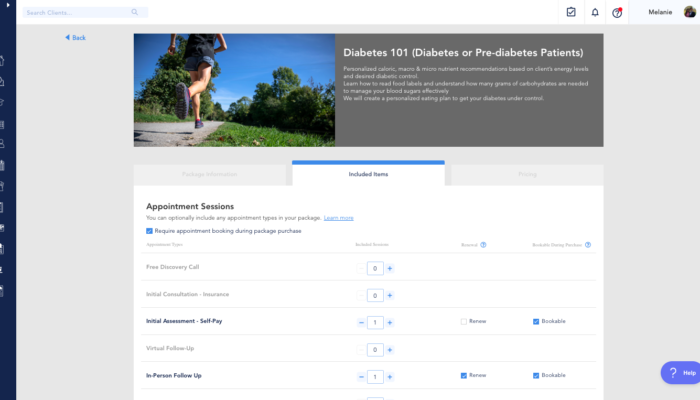 Search Clients...
Melanie
Back
Diabetes 101 (Diabetes or Pre-diabetes Patients)
Personalized caloric, macro & micro nutrient recommendations based on client's energy levels
and desired diabetic control.
Learn how to read food labels and understand how many grams of carbohydrates are needed
to manage your blood sugars effectively
We will create a personalized eating plan to get your diabetes under control.
Package Information
Included Items
Pricing
Appointment Sessions
You can optionally include any appointment types in your package. Learn more
Require appointment booking during package purchase
Appointment Types
Included Sessions
Renewal ?
Bookable During Purchase ?
Free Discovery Call
0 +
Initial Consultation - Insurance
0 +
Initial Assessment - Self-Pay
− 1 +
Renew
Bookable
Virtual Follow-Up
0 +
In-Person Follow Up
− 1 +
Renew
Bookable
? Help